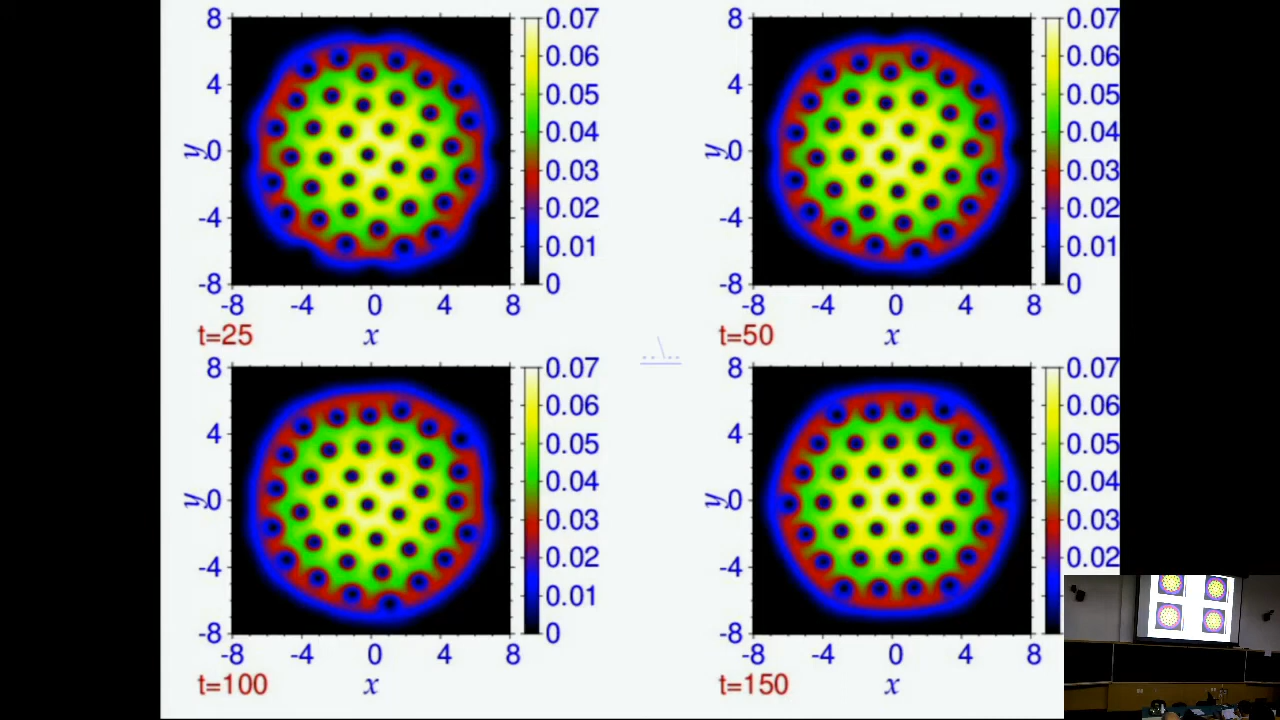 8 0.07 8 0.07
0.06 0.06
4 0.05 4 0.05
0.04 0.04
y 0 y 0
0.03 0.03
-4 0.02 -4 0.02
0.01 0.01
-8 0 -8 0
-8 -4 0 4 8 -8 -4 0 4 8
t=25 x t=50 x
8 0.07 8 0.07
0.06 0.06
4 0.05 4 0.05
0.04 0.04
y 0 y 0
0.03 0.03
-4 0.02 -4 0.02
0.01
-8 0 -8
-8 -4 0 4 8 -8 -4 0 4 8
t=100 x t=150 x